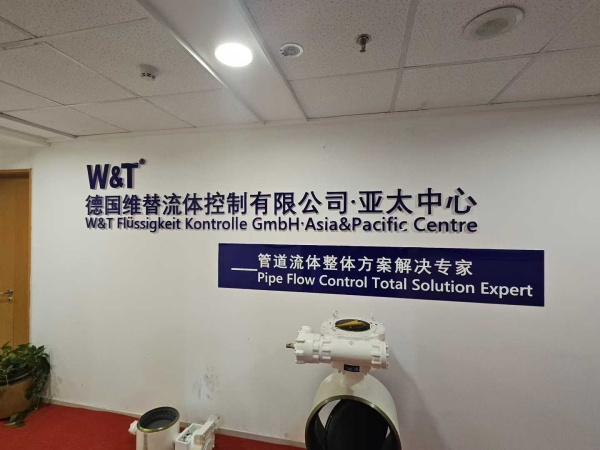 W&T®
德国维替流体控制有限公司·亚太中心
W&T Flüssigkeit Kontrolle GmbH·Asia&Pacific Centre
——管道流体整体方案解决专家
Pipe Flow Control Total Solution Expert